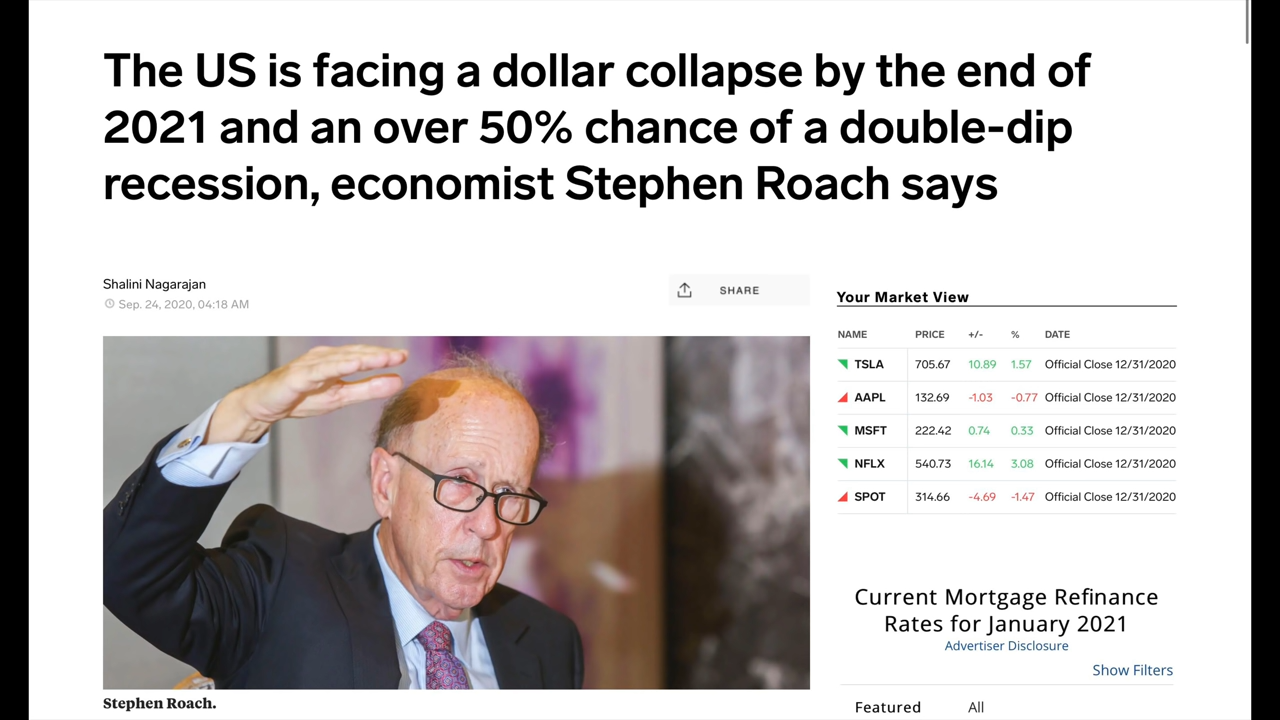 The US is facing a dollar collapse by the end of
2021 and an over 50% chance of a double-dip
recession, economist Stephen Roach says
Shalini Nagarajan
Sep. 24, 2020, 04:18 AM
SHARE
Stephen Roach.
Your Market View
NAME PRICE +/- % DATE
TSLA 705.67 10.89 1.57 Official Close 12/31/2020
AAPL 132.69 -1.03 -0.77 Official Close 12/31/2020
MSFT 222.42 0.74 0.33 Official Close 12/31/2020
NFLX 540.73 16.14 3.08 Official Close 12/31/2020
SPOT 314.66 -4.69 -1.47 Official Close 12/31/2020
Current Mortgage Refinance
Rates for January 2021
Advertiser Disclosure
Show Filters
Featured All